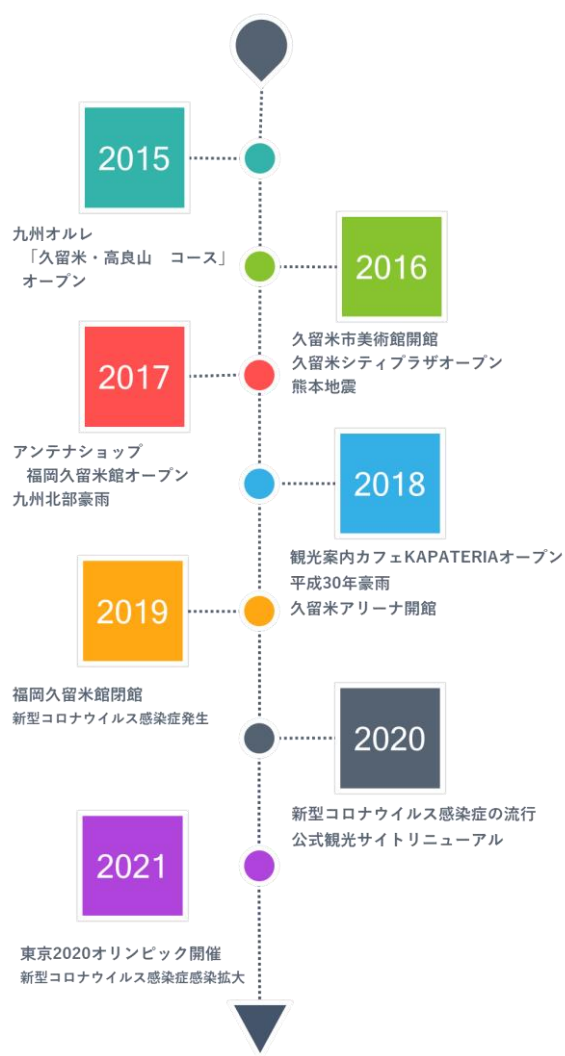 2015
九州オルレ
「久留米・高良山　コース」
オープン
2016
久留米市美術館開館
久留米シティプラザオープン
熊本地震
2017
アンテナショップ
福岡久留米館オープン
九州北部豪雨
2018
観光案内カフェKAPATERIAオープン
平成30年豪雨
久留米アリーナ開館
2019
福岡久留米館閉館
新型コロナウイルス感染症発生
2020
新型コロナウイルス感染症の流行
公式観光サイトリニューアル
2021
東京2020オリンピック開催
新型コロナウイルス感染症感染拡大